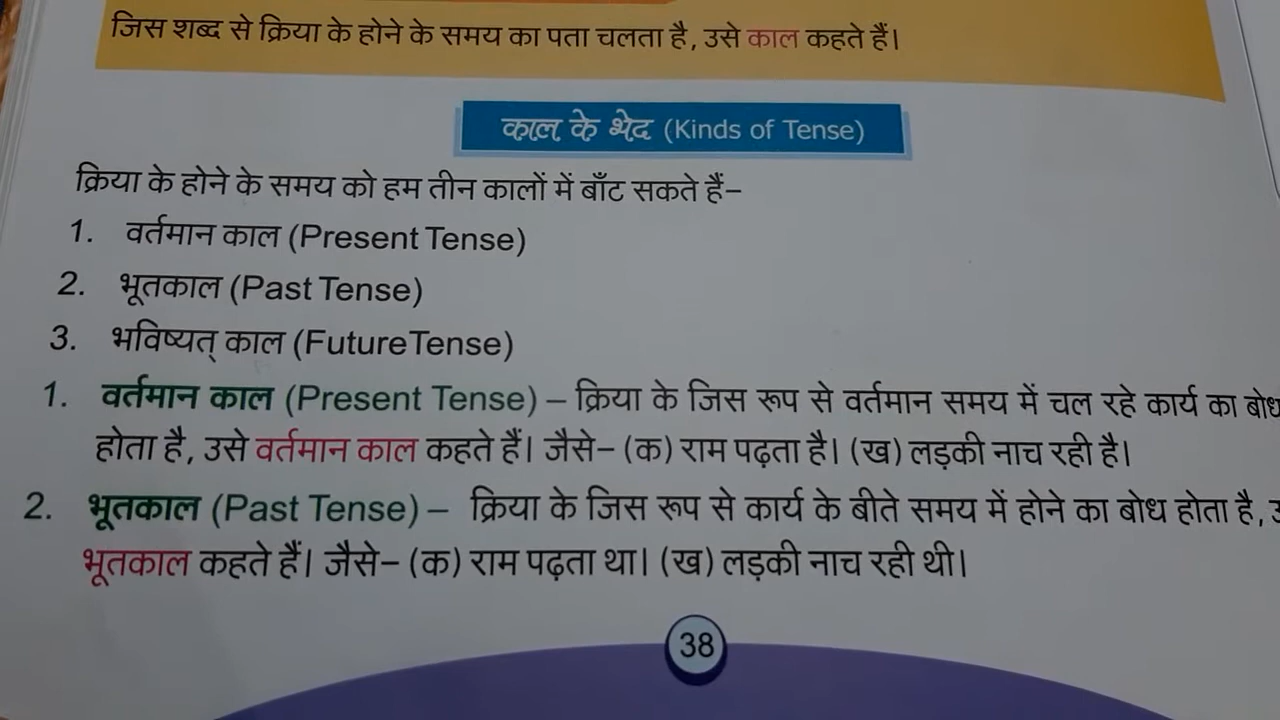 जिस शब्द से क्रिया के होने के समय का पता चलता है, उसे काल कहते हैं।
काल के भेद (Kinds of Tense)
क्रिया के होने के समय को हम तीन कालों में बाँट सकते हैं–
1. वर्तमान काल (Present Tense)
2. भूतकाल (Past Tense)
3. भविष्यत् काल (Future Tense)
1. वर्तमान काल (Present Tense) – क्रिया के जिस रूप से वर्तमान समय में चल रहे कार्य का बोध
होता है, उसे वर्तमान काल कहते हैं। जैसे– (क) राम पढ़ता है। (ख) लड़की नाच रही है।
2. भूतकाल (Past Tense) – क्रिया के जिस रूप से कार्य के बीते समय में होने का बोध होता है,
भूतकाल कहते हैं। जैसे– (क) राम पढ़ता था। (ख) लड़की नाच रही थी।
38